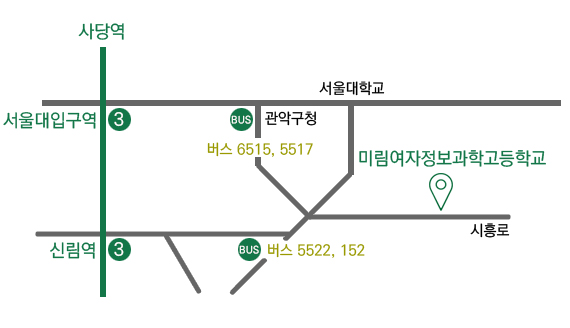 사당역
서울대학교
서울대입구역 3
BUS 관악구청
버스 6515, 5517
미림여자정보과학고등학교
시흥로
신림역 3
BUS 버스 5522, 152